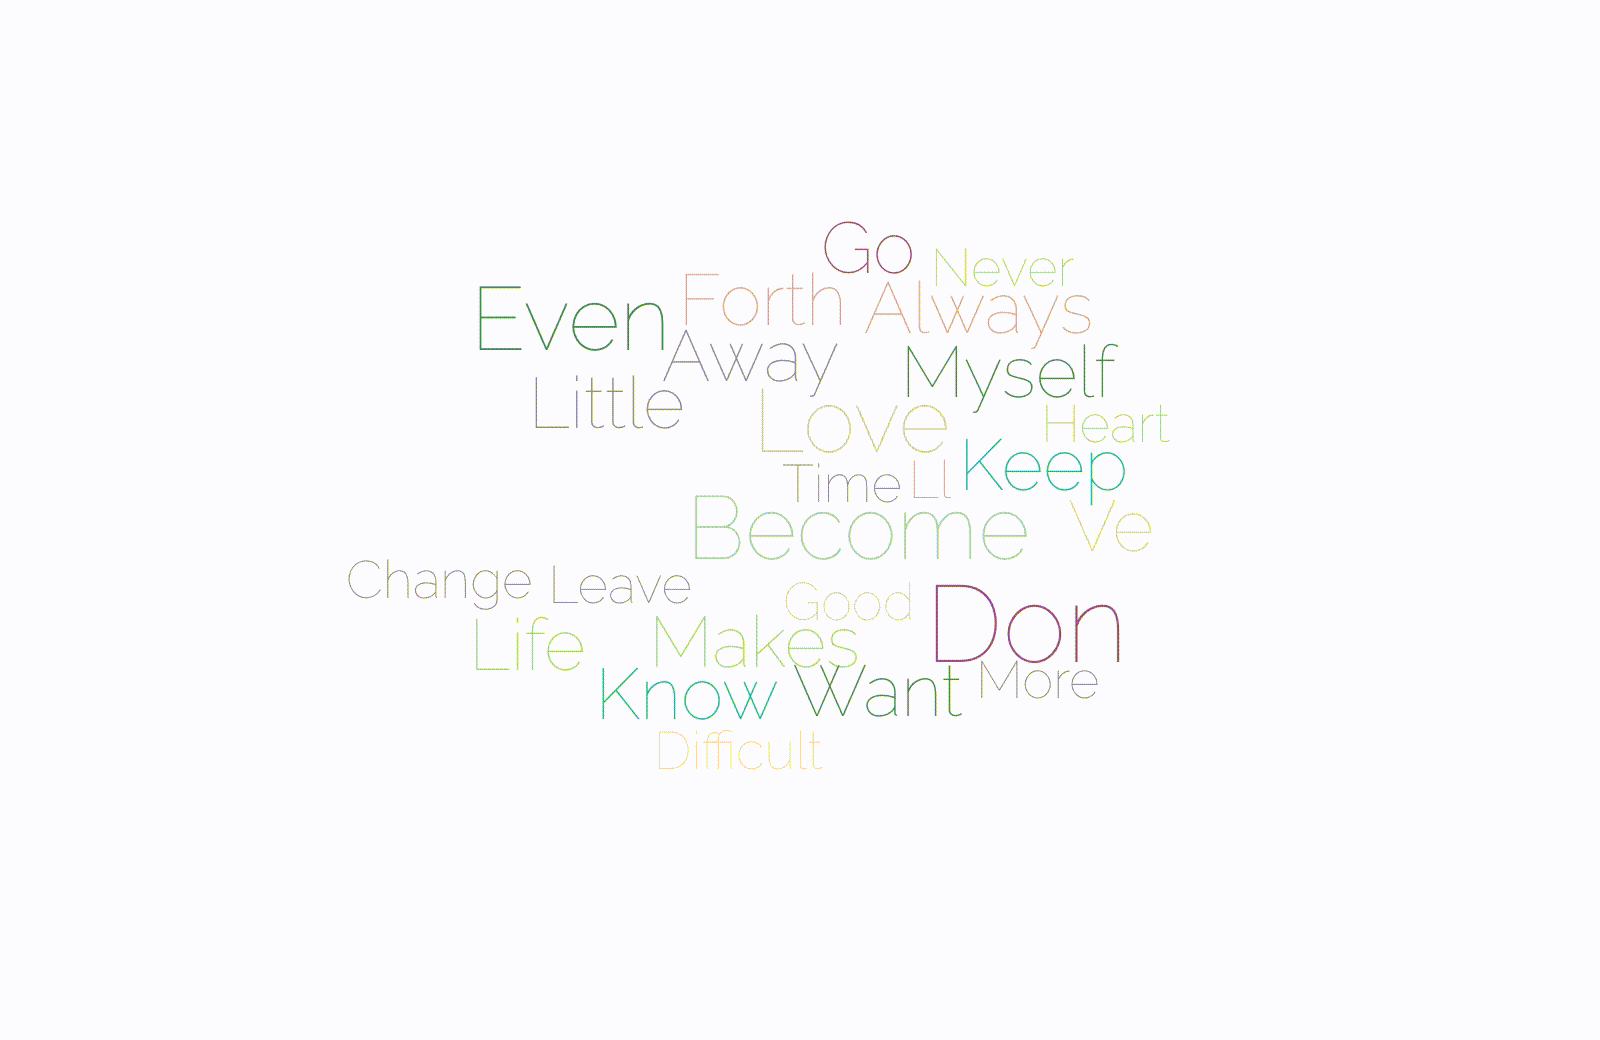 Go
Never
Even
Forth
Always
Away
Myself
Little
Love
Heart
Keep
Time
Ll
Become
Ve
Change
Leave
Good
Don
Life
Makes
More
Know
Want
Difficult